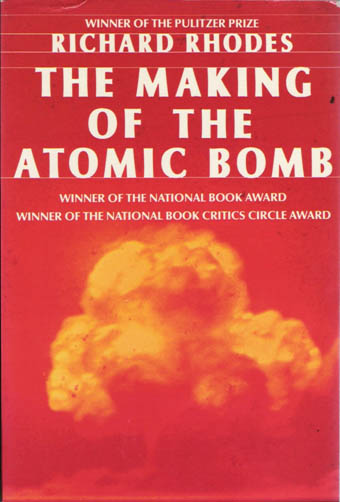 WINNER OF THE PULITZER PRIZE
RICHARD RHODES
THE MAKING
OF THE
ATOMIC BOMB
WINNER OF THE NATIONAL BOOK AWARD
WINNER OF THE NATIONAL BOOK CRITICS CIRCLE AWARD